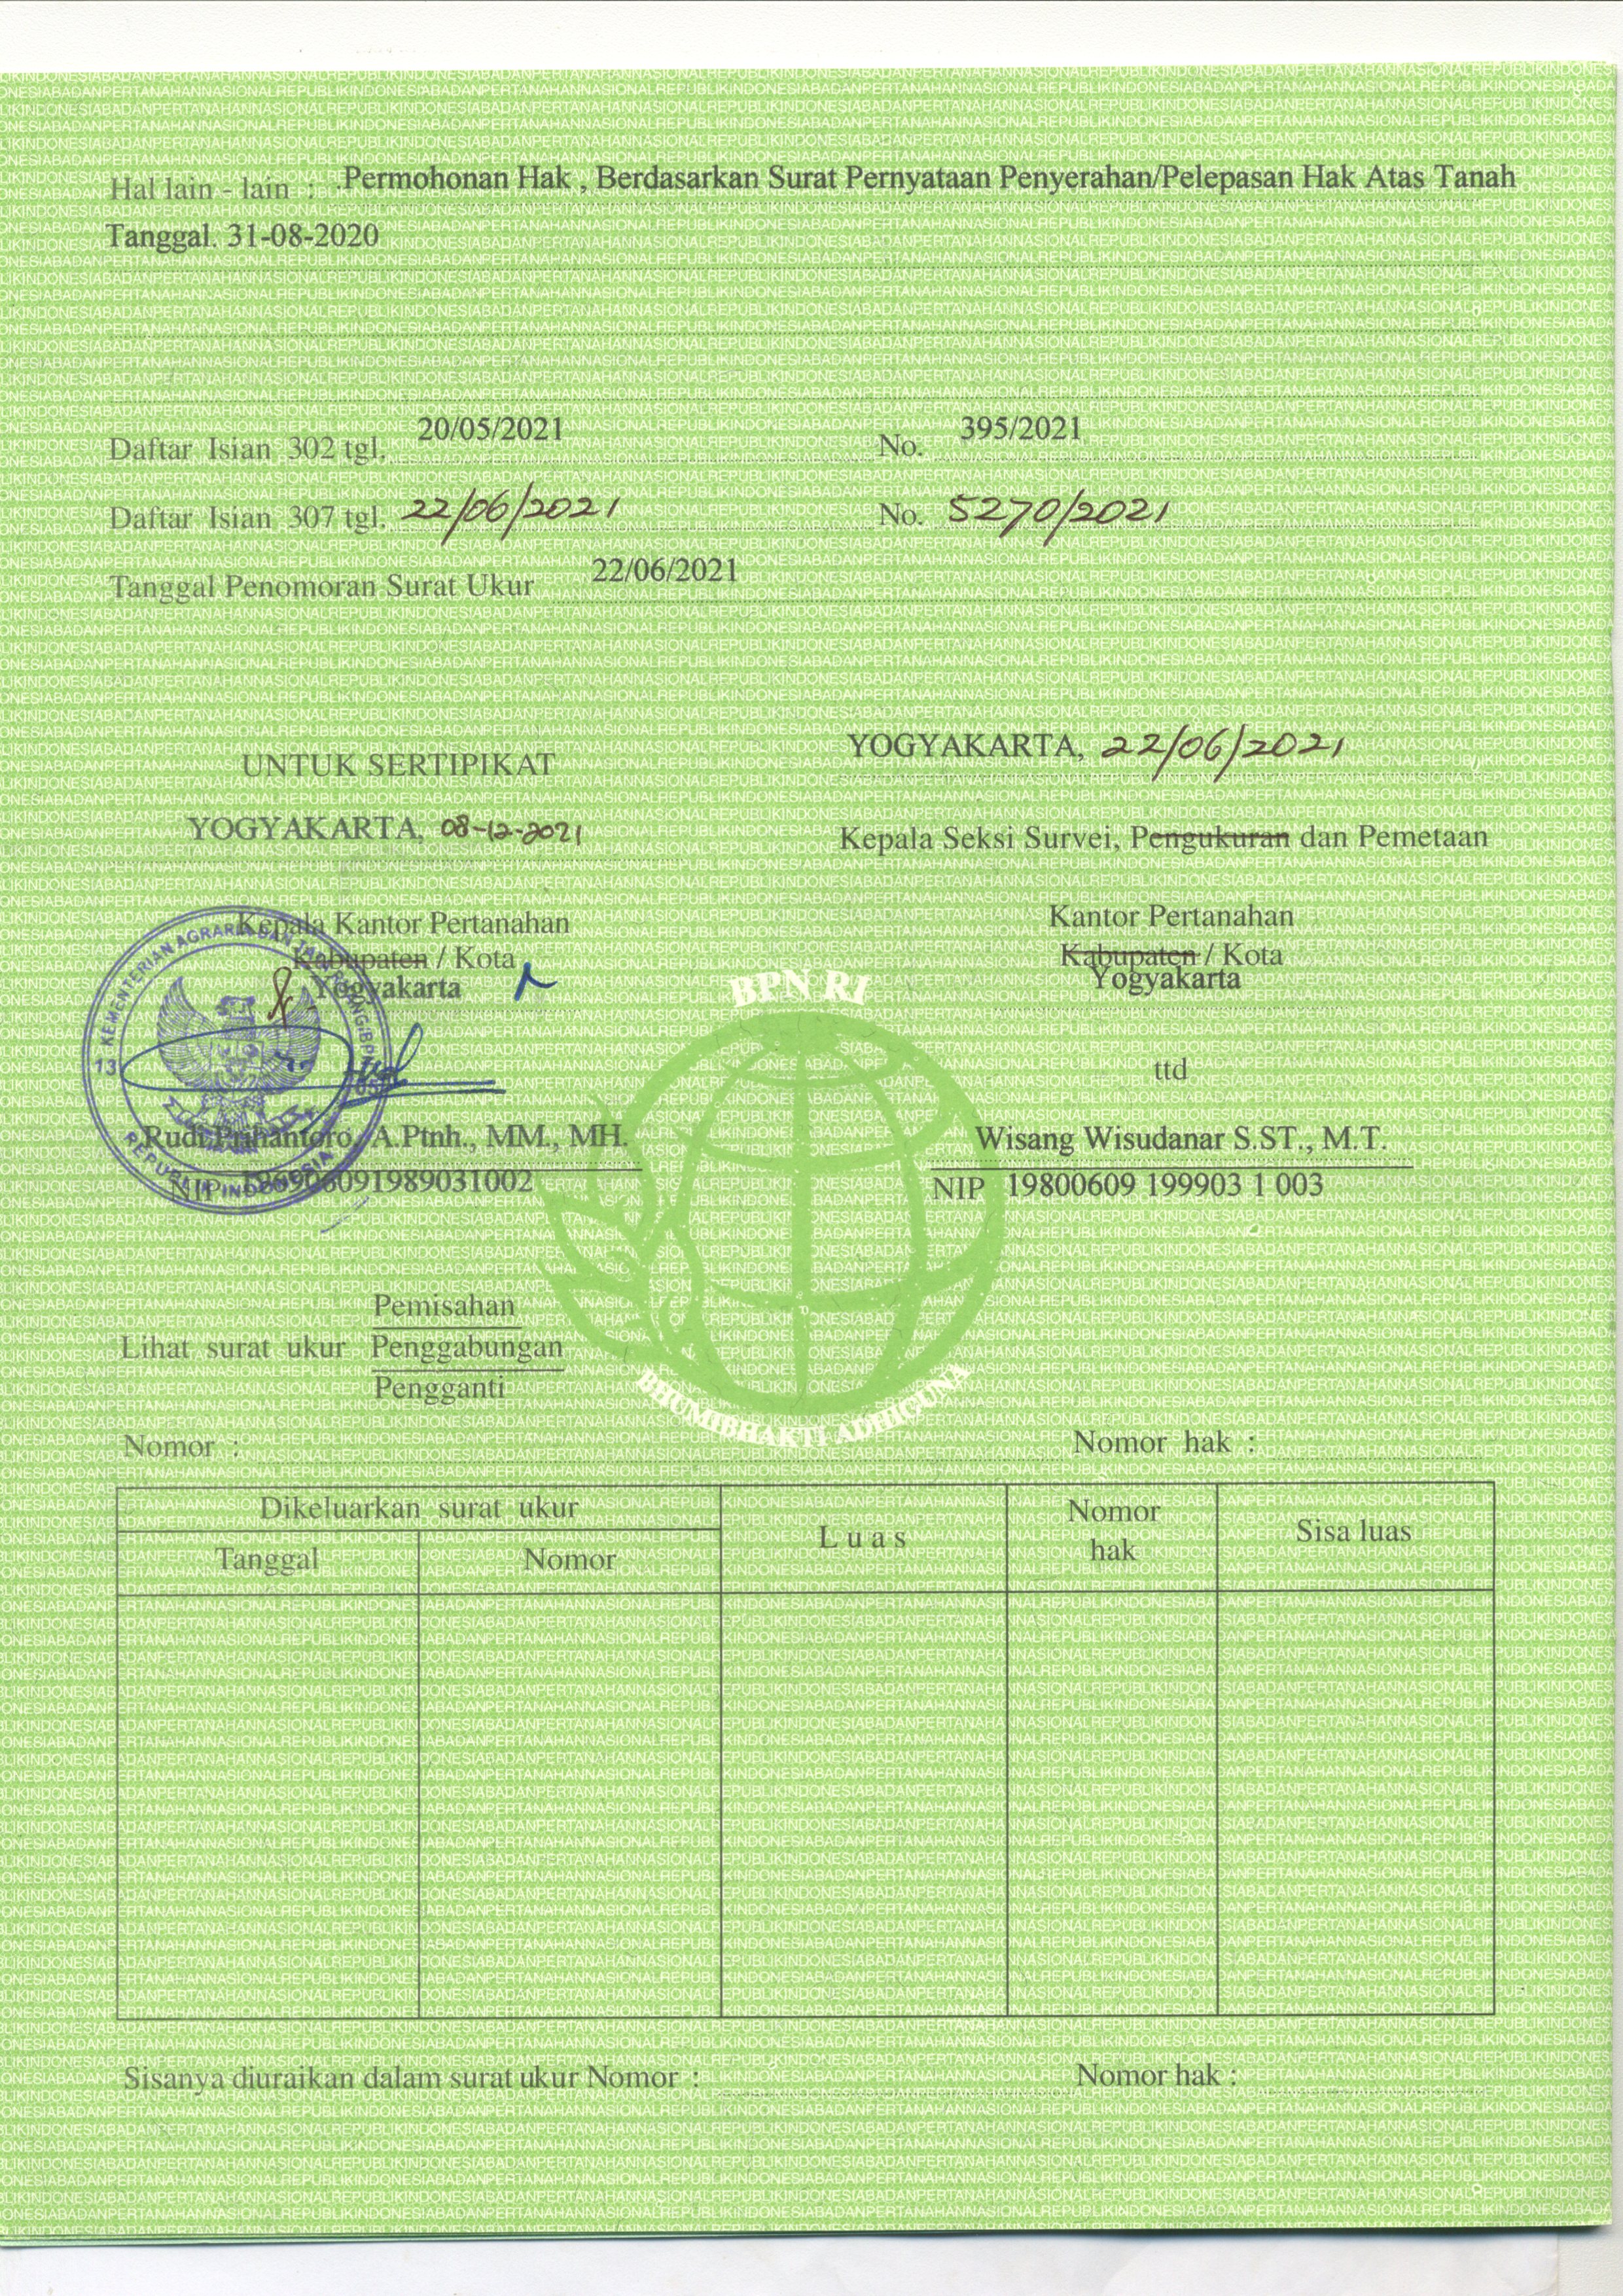 Hal lain - lain : .Permohonan Hak , Berdasarkan Surat Pernyataan Penyerahan/Pelepasan Hak Atas Tanah
Tanggal. 31-08-2020
Daftar Isian 302 tgl. 20/05/2021 No. 395/2021
Daftar Isian 307 tgl. 22/06/2021 No. 5270/2021
Tanggal Penomoran Surat Ukur 22/06/2021
UNTUK SERTIPIKAT
YOGYAKARTA, 08-12-2021
Kepala Kantor Pertanahan
Kabupaten / Kota
Yogyakarta
KEMENTERIAN AGRARIA DAN TATA RUANG/BPN
13
REPUBLIK INDONESIA
Rudi Prihantoro, A.Ptnh., MM., MH.
NIP 196906091989031002
YOGYAKARTA, 22/06/2021
Kepala Seksi Survei, Pengukuran dan Pemetaan
Kantor Pertanahan
Kabupaten / Kota
Yogyakarta
ttd
Wisang Wisudanar S.ST., M.T.
NIP 19800609 199903 1 003
BPN RI
BHUMIBHAKTI ADHIGUNA
Pemisahan
Lihat surat ukur Penggabungan
Pengganti
Nomor : Nomor hak :
Dikeluarkan surat ukur
Tanggal Nomor Luas Nomor hak Sisa luas
Sisanya diuraikan dalam surat ukur Nomor : Nomor hak :